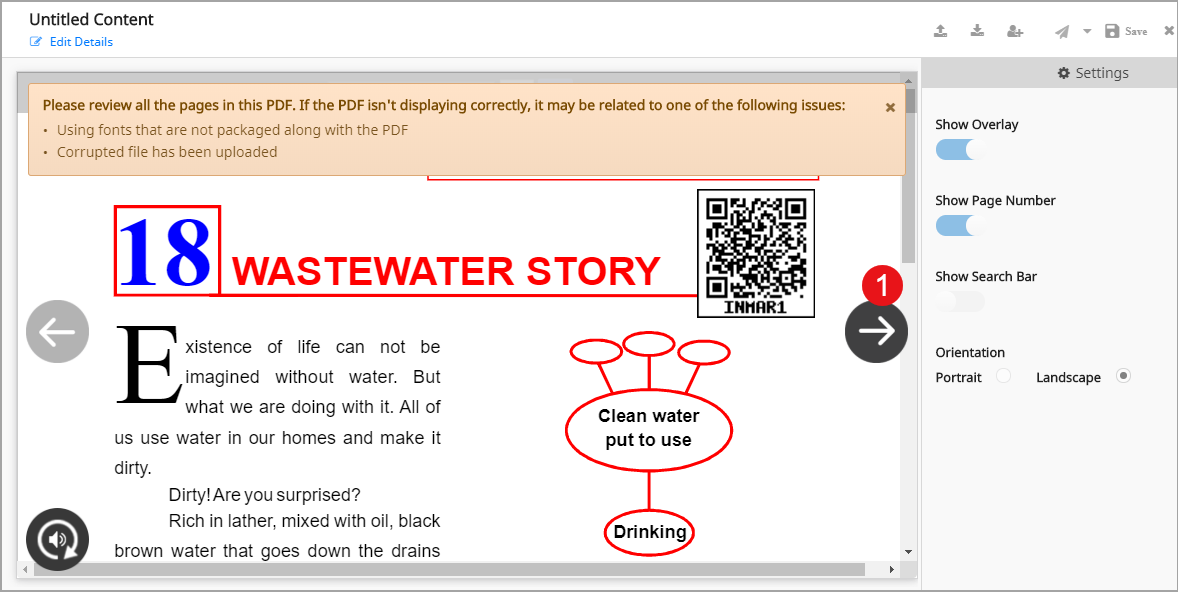 Untitled Content
Edit Details
Save
Settings
Please review all the pages in this PDF. If the PDF isn't displaying correctly, it may be related to one of the following issues:
• Using fonts that are not packaged along with the PDF
• Corrupted file has been uploaded
Show Overlay
Show Page Number
Show Search Bar
Orientation
Portrait
Landscape
18 WASTEWATER STORY
INMAR1
1
Existence of life can not be
imagined without water. But
what we are doing with it. All of
us use water in our homes and make it
dirty.
Dirty! Are you surprised?
Rich in lather, mixed with oil, black
brown water that goes down the drains
Clean water
put to use
Drinking